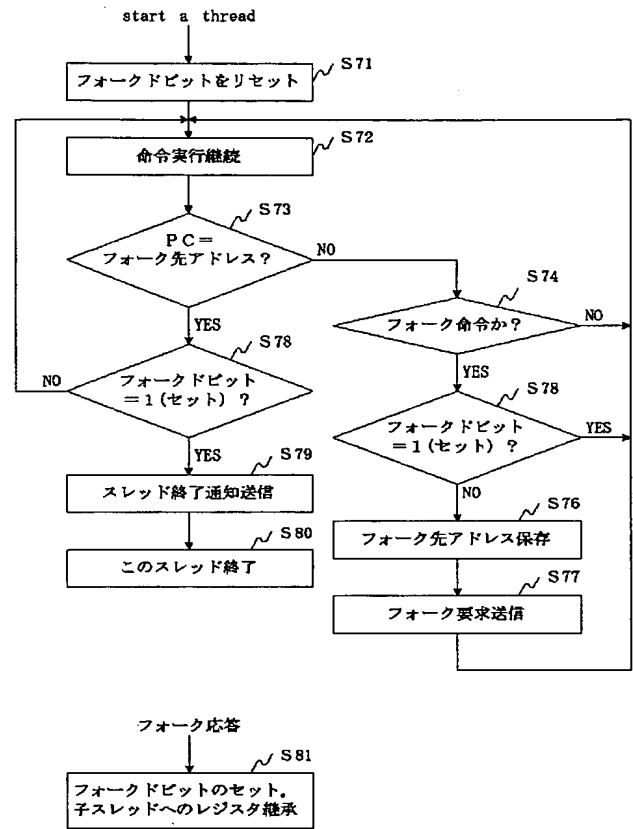 start a thread
フォークドビットをリセット
S71
命令実行継続
S72
PC=
フォーク先アドレス?
S73
NO
YES
フォーク命令か?
S74
NO
YES
フォークドビット
=1(セット) ?
S78
NO
YES
フォークドビット
=1(セット) ?
S78
YES
NO
スレッド終了通知送信
S79
フォーク先アドレス保存
S76
このスレッド終了
S80
フォーク要求送信
S77
フォーク応答
S81
フォークドビットのセット.
子スレッドへのレジスタ継承